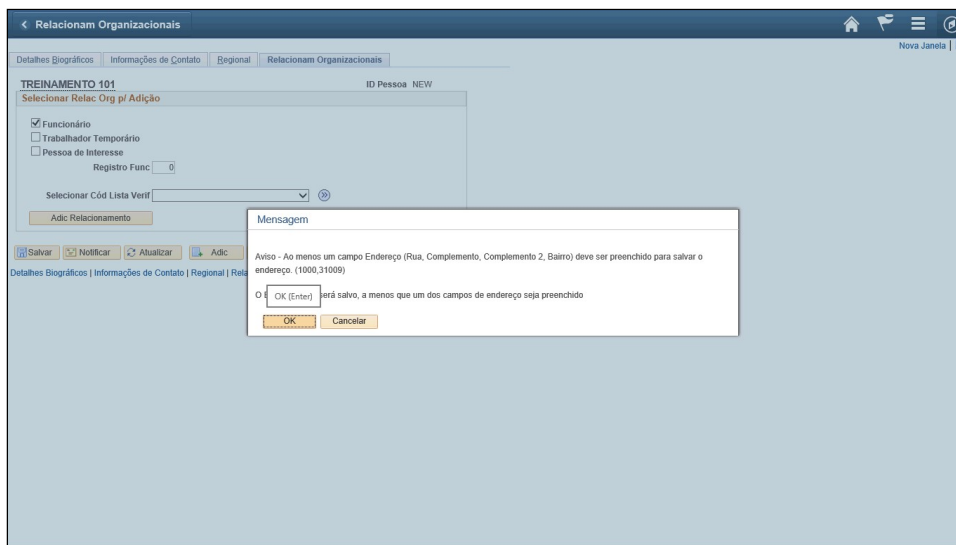 Relacionam Organizacionais
Nova Janela |
Detalhes Biográficos
Informações de Contato
Regional
Relacionam Organizacionais
TREINAMENTO 101
ID Pessoa NEW
Selecionar Relac Org p/ Adição
Funcionário
Trabalhador Temporário
Pessoa de Interesse
Registro Func 0
Selecionar Cód Lista Verif
Adic Relacionamento
Salvar
Notificar
Atualizar
Adic
Detalhes Biográficos | Informações de Contato | Regional | Rela
Mensagem
Aviso - Ao menos um campo Endereço (Rua, Complemento, Complemento 2, Bairro) deve ser preenchido para salvar o
endereço. (1000,31009)
O será salvo, a menos que um dos campos de endereço seja preenchido
OK (Enter)
OK
Cancelar